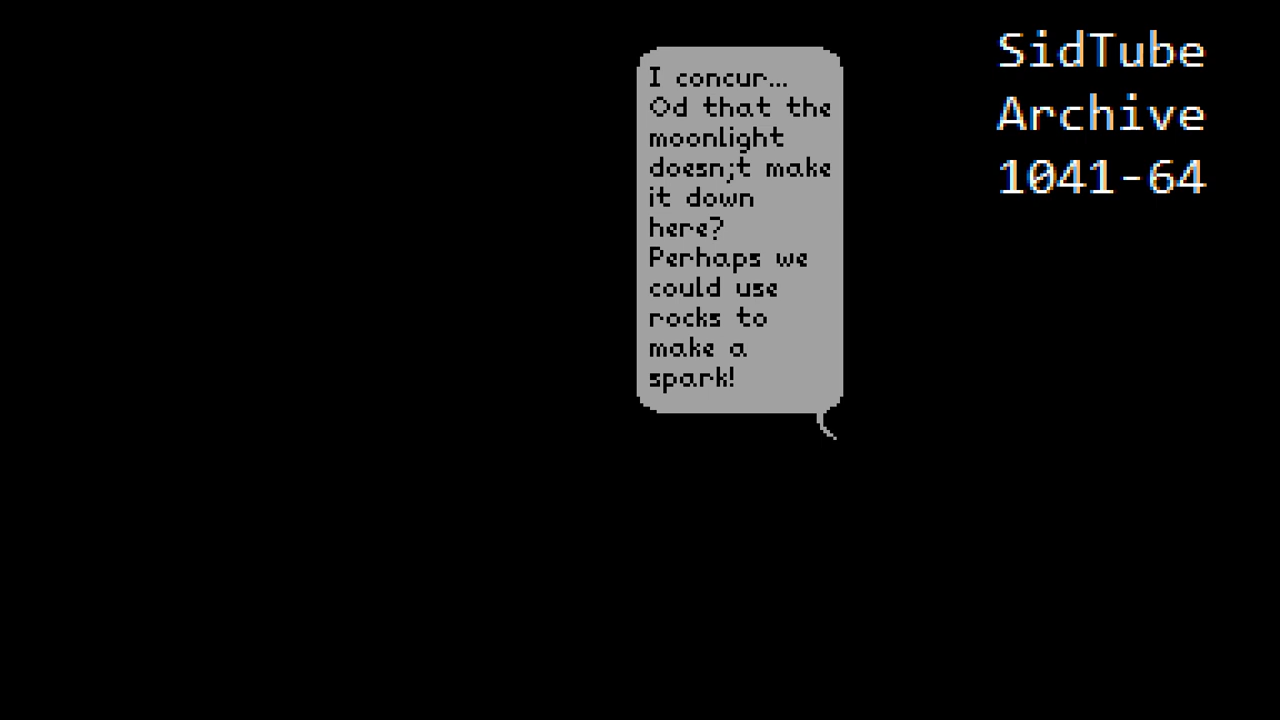 I concur...
Od that the
moonlight
doesn;t make
it down
here?
Perhaps we
could use
rocks to
make a
spark!
SidTube
Archive
1041-64